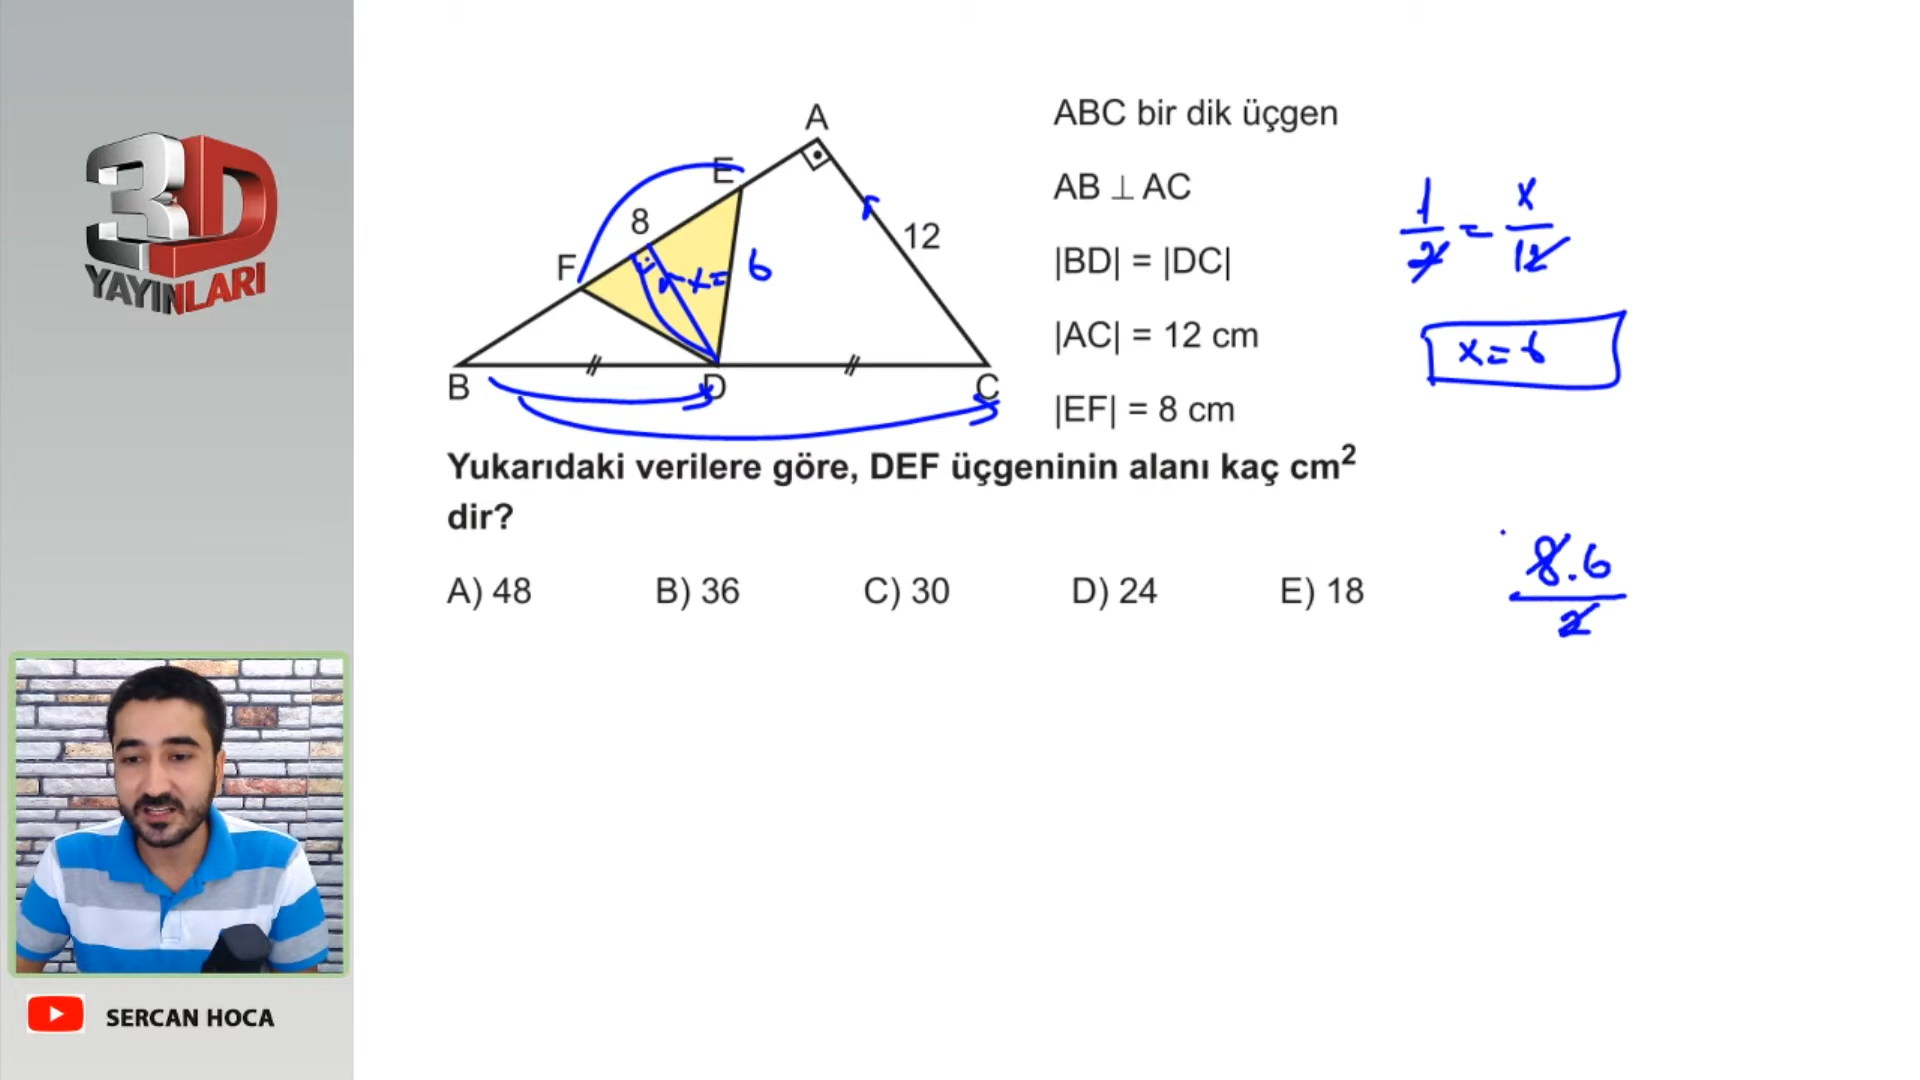 3D
YAYINLARI
A
E
8
F
12
x = 6
B
D
C
ABC bir dik üçgen
AB ⊥ AC
|BD| = |DC|
|AC| = 12 cm
|EF| = 8 cm
1/2 = x/12
x = 6
Yukarıdaki verilere göre, DEF üçgeninin alanı kaç cm²
dir?
A) 48 B) 36 C) 30 D) 24 E) 18
8.6
2
SERCAN HOCA